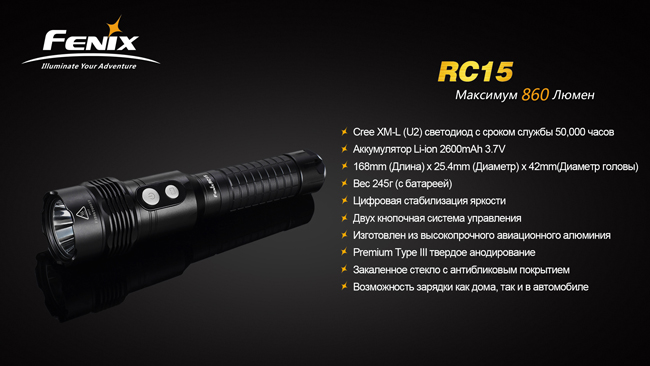 FENIX
Illuminate Your Adventure
RC15
Максимум 860 Люмен
Cree XM-L (U2) светодиод с сроком службы 50,000 часов
Аккумулятор Li-ion 2600mAh 3.7V
168mm (Длина) x 25.4mm (Диаметр) x 42mm(Диаметр головы)
Вес 245г (с батареей)
Цифровая стабилизация яркости
Двух кнопочная система управления
Изготовлен из высокопрочного авиационного алюминия
Premium Type III твердое анодирование
Закаленное стекло с антибликовым покрытием
Возможность зарядки как дома, так и в автомобиле